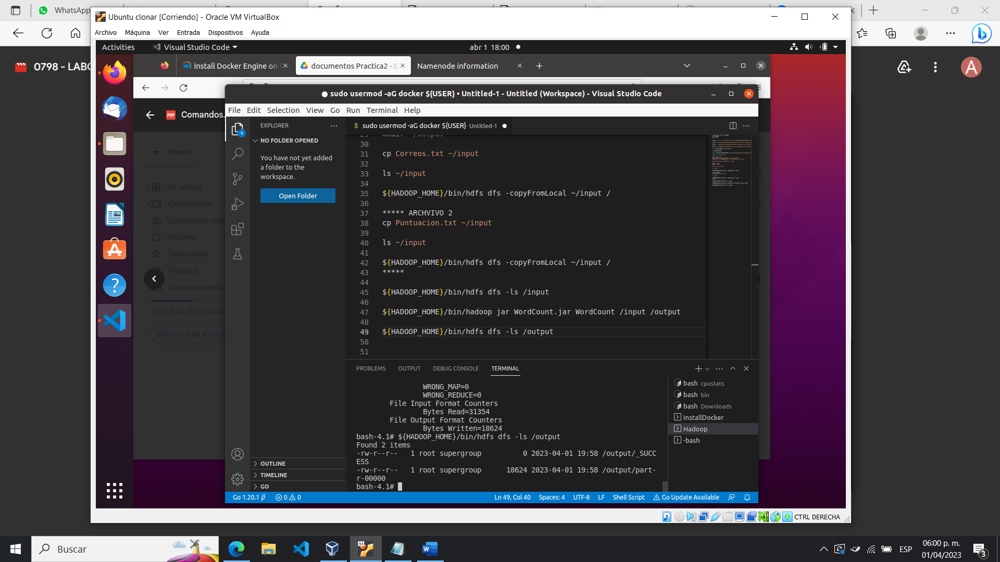 WhatsApp
Ubuntu clonar [Corriendo] - Oracle VM VirtualBox
Archivo Máquina Ver Entrada Dispositivos Ayuda
Activities Visual Studio Code abr 1 18:00
0798 - LABO
A
Install Docker Engine on documentos Practica2 - G Namenode information
Comandos.
Nuevo
Mi unidad
Ordenadores
Compartido con
Reciente
Destacados
Papelera
Almacenamiento
7,15 GB de 15 GB usado
Obtener más almace
● sudo usermod -aG docker ${USER} • Untitled-1 - Untitled (Workspace) - Visual Studio Code
File Edit Selection View Go Run Terminal Help
EXPLORER
NO FOLDER OPENED
You have not yet added
a folder to the
workspace.
Open Folder
OUTLINE
TIMELINE
GO
$ sudo usermod -aG docker ${USER} Untitled-1 ●
29 mkdir ~/output
30
31 cp Correos.txt ~/input
32
33 ls ~/input
34
35 ${HADOOP_HOME}/bin/hdfs dfs -copyFromLocal ~/input /
36
37 ***** ARCHVIVO 2
38 cp Puntuacion.txt ~/input
39
40 ls ~/input
41
42 ${HADOOP_HOME}/bin/hdfs dfs -copyFromLocal ~/input /
43 *****
44
45 ${HADOOP_HOME}/bin/hdfs dfs -ls /input
46
47 ${HADOOP_HOME}/bin/hadoop jar WordCount.jar WordCount /input /output
48
49 ${HADOOP_HOME}/bin/hdfs dfs -ls /output
50
51
PROBLEMS OUTPUT DEBUG CONSOLE TERMINAL
WRONG_MAP=0
WRONG_REDUCE=0
File Input Format Counters
Bytes Read=31354
File Output Format Counters
Bytes Written=18624
bash-4.1# ${HADOOP_HOME}/bin/hdfs dfs -ls /output
Found 2 items
-rw-r--r-- 1 root supergroup 0 2023-04-01 19:58 /output/_SUCC
ESS
-rw-r--r-- 1 root supergroup 18624 2023-04-01 19:58 /output/part-
r-00000
bash-4.1#
bash cpustats
bash bin
bash Downloads
InstallDocker
Hadoop
-bash
Go 1.20.1 0 0 Ln 49, Col 40 Spaces: 4 UTF-8 LF Shell Script Go Update Available
CTRL DERECHA
Buscar
ESP
06:00 p. m.
01/04/2023
3